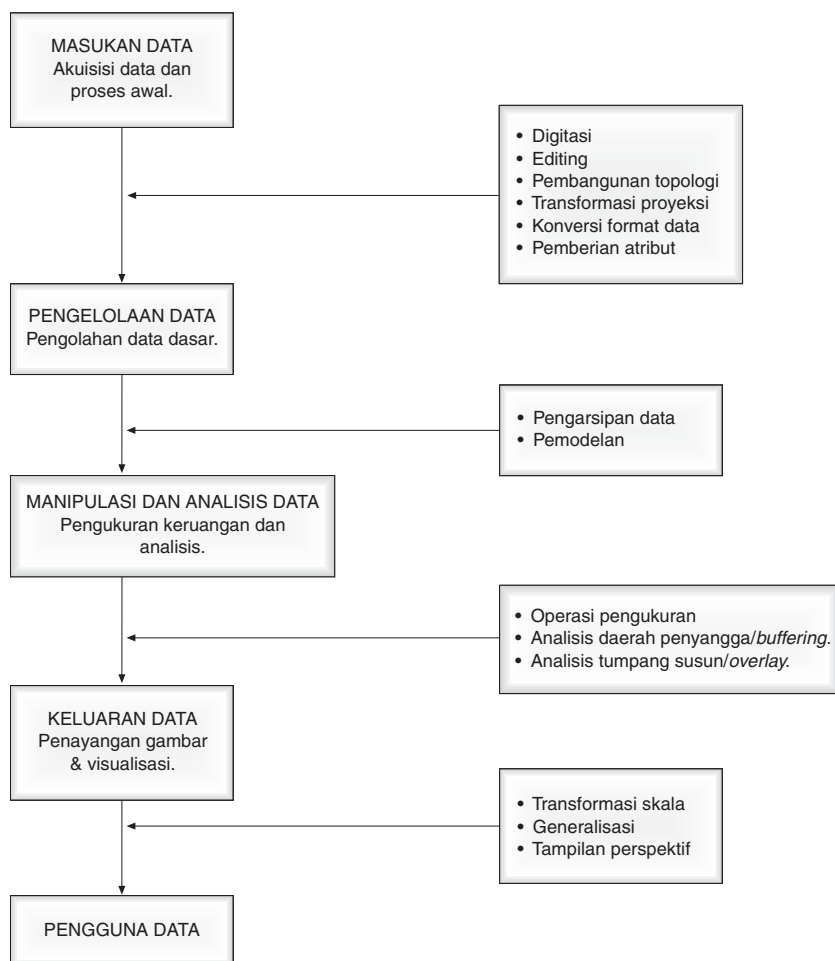 MASUKAN DATA
Akuisisi data dan
proses awal.
• Digitasi
• Editing
• Pembangunan topologi
• Transformasi proyeksi
• Konversi format data
• Pemberian atribut
PENGELOLAAN DATA
Pengolahan data dasar.
• Pengarsipan data
• Pemodelan
MANIPULASI DAN ANALISIS DATA
Pengukuran keruangan dan
analisis.
• Operasi pengukuran
• Analisis daerah penyangga/buffering.
• Analisis tumpang susun/overlay.
KELUARAN DATA
Penayangan gambar
& visualisasi.
• Transformasi skala
• Generalisasi
• Tampilan perspektif
PENGGUNA DATA